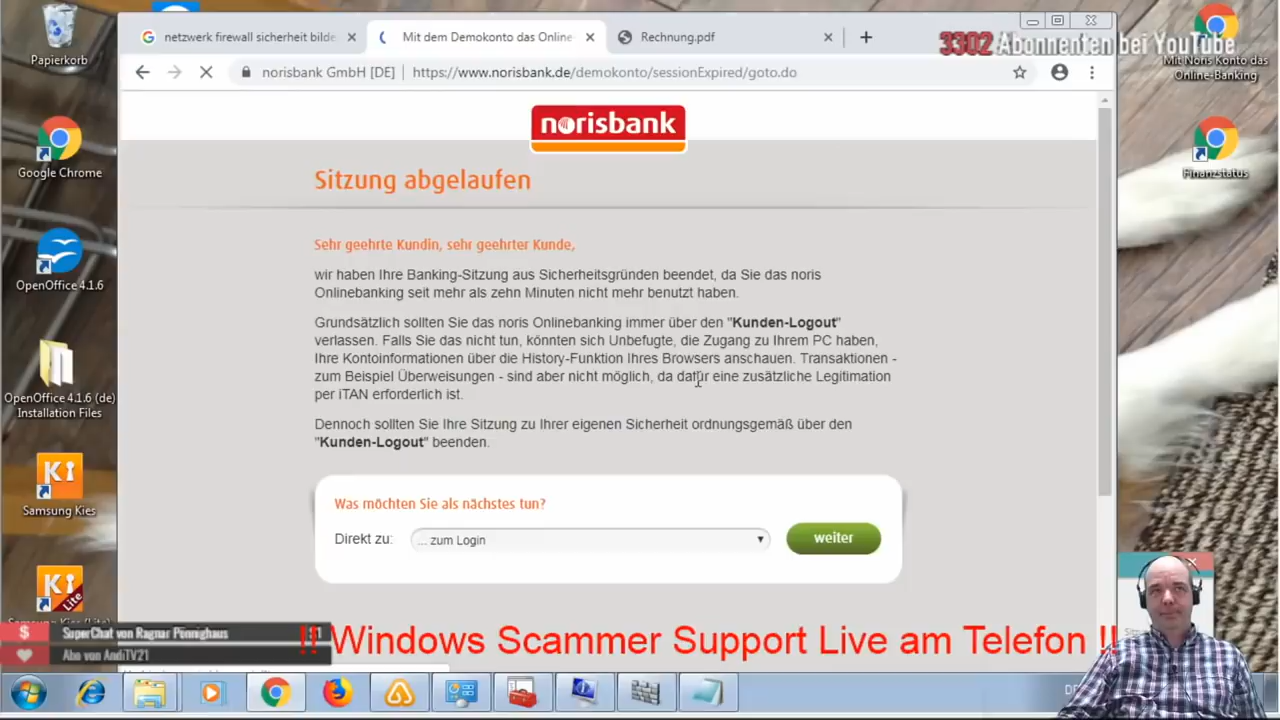 Papierkorb
Google Chrome
OpenOffice 4.1.6
OpenOffice 4.1.6 (de)
Installation Files
Samsung Kies
netzwerk firewall sicherheit bilde
Mit dem Demokonto das Online-
Rechnung.pdf
3302 Abonnenten bei YouTube
Mit Noris Konto das
Online-Banking
Finanzstatus
norisbank GmbH [DE] | https://www.norisbank.de/demokonto/sessionExpired/goto.do
norisbank
Sitzung abgelaufen
Sehr geehrte Kundin, sehr geehrter Kunde,
wir haben Ihre Banking-Sitzung aus Sicherheitsgründen beendet, da Sie das noris
Onlinebanking seit mehr als zehn Minuten nicht mehr benutzt haben.
Grundsätzlich sollten Sie das noris Onlinebanking immer über den "Kunden-Logout"
verlassen. Falls Sie das nicht tun, könnten sich Unbefugte, die Zugang zu Ihrem PC haben,
Ihre Kontoinformationen über die History-Funktion Ihres Browsers anschauen. Transaktionen -
zum Beispiel Überweisungen - sind aber nicht möglich, da dafür eine zusätzliche Legitimation
per iTAN erforderlich ist.
Dennoch sollten Sie Ihre Sitzung zu Ihrer eigenen Sicherheit ordnungsgemäß über den
"Kunden-Logout" beenden.
Was möchten Sie als nächstes tun?
Direkt zu: ... zum Login weiter
Ki
Ki
Lite
SuperChat von Ragnar Pönnighaus
Abo von AndiTV21
!! Windows Scammer Support Live am Telefon !!
DE